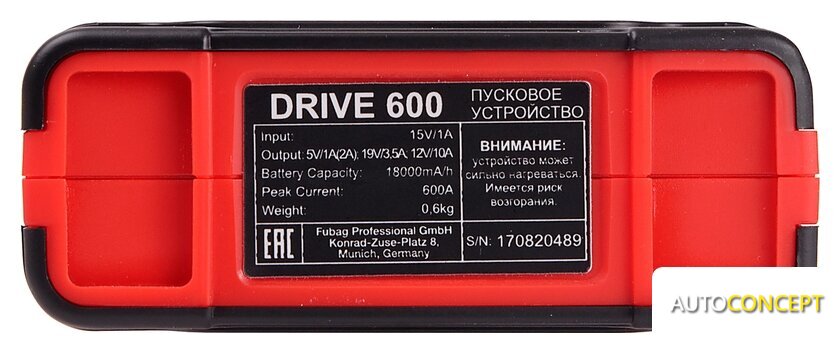 DRIVE 600
ПУСКОВОЕ
УСТРОЙСТВО
Input: 15V/1A
Output: 5V/1A(2A); 19V/3,5A; 12V/10A
Battery Capacity: 18000mA/h
Peak Current: 600A
Weight: 0,6kg
ВНИМАНИЕ:
устройство может
сильно нагреваться.
Имеется риск
возгорания.
EAC
Fubag Professional GmbH
Konrad-Zuse-Platz 8,
Munich, Germany
S/N: 170820489
AUTOCONCEPT